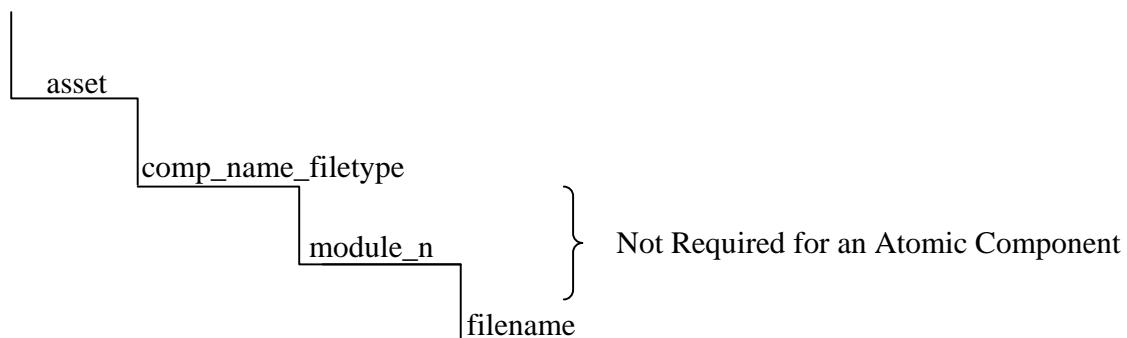 asset
comp_name_filetype
module_n
Not Required for an Atomic Component
filename